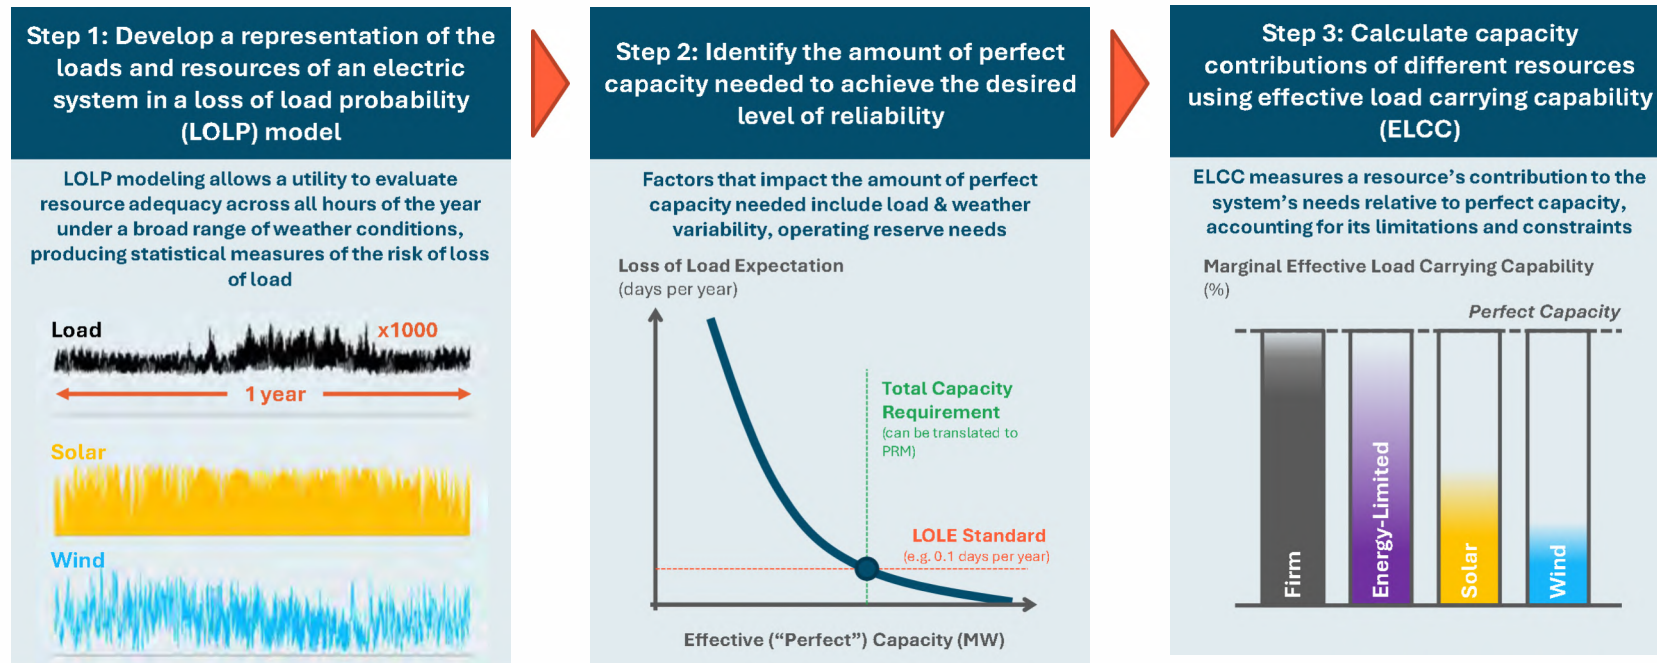 Step 1: Develop a representation of the
loads and resources of an electric
system in a loss of load probability
(LOLP) model
LOLP modeling allows a utility to evaluate
resource adequacy across all hours of the year
under a broad range of weather conditions,
producing statistical measures of the risk of loss
of load
Load
x1000
1 year
Solar
Wind
Step 2: Identify the amount of perfect
capacity needed to achieve the desired
level of reliability
Factors that impact the amount of perfect
capacity needed include load & weather
variability, operating reserve needs
Loss of Load Expectation
(days per year)
Total Capacity
Requirement
(can be translated to
PRM)
LOLE Standard
(e.g. 0.1 days per year)
Effective (“Perfect”) Capacity (MW)
Step 3: Calculate capacity
contributions of different resources
using effective load carrying capability
(ELCC)
ELCC measures a resource’s contribution to the
system’s needs relative to perfect capacity,
accounting for its limitations and constraints
Marginal Effective Load Carrying Capability
(%)
Perfect Capacity
Firm
Energy-Limited
Solar
Wind